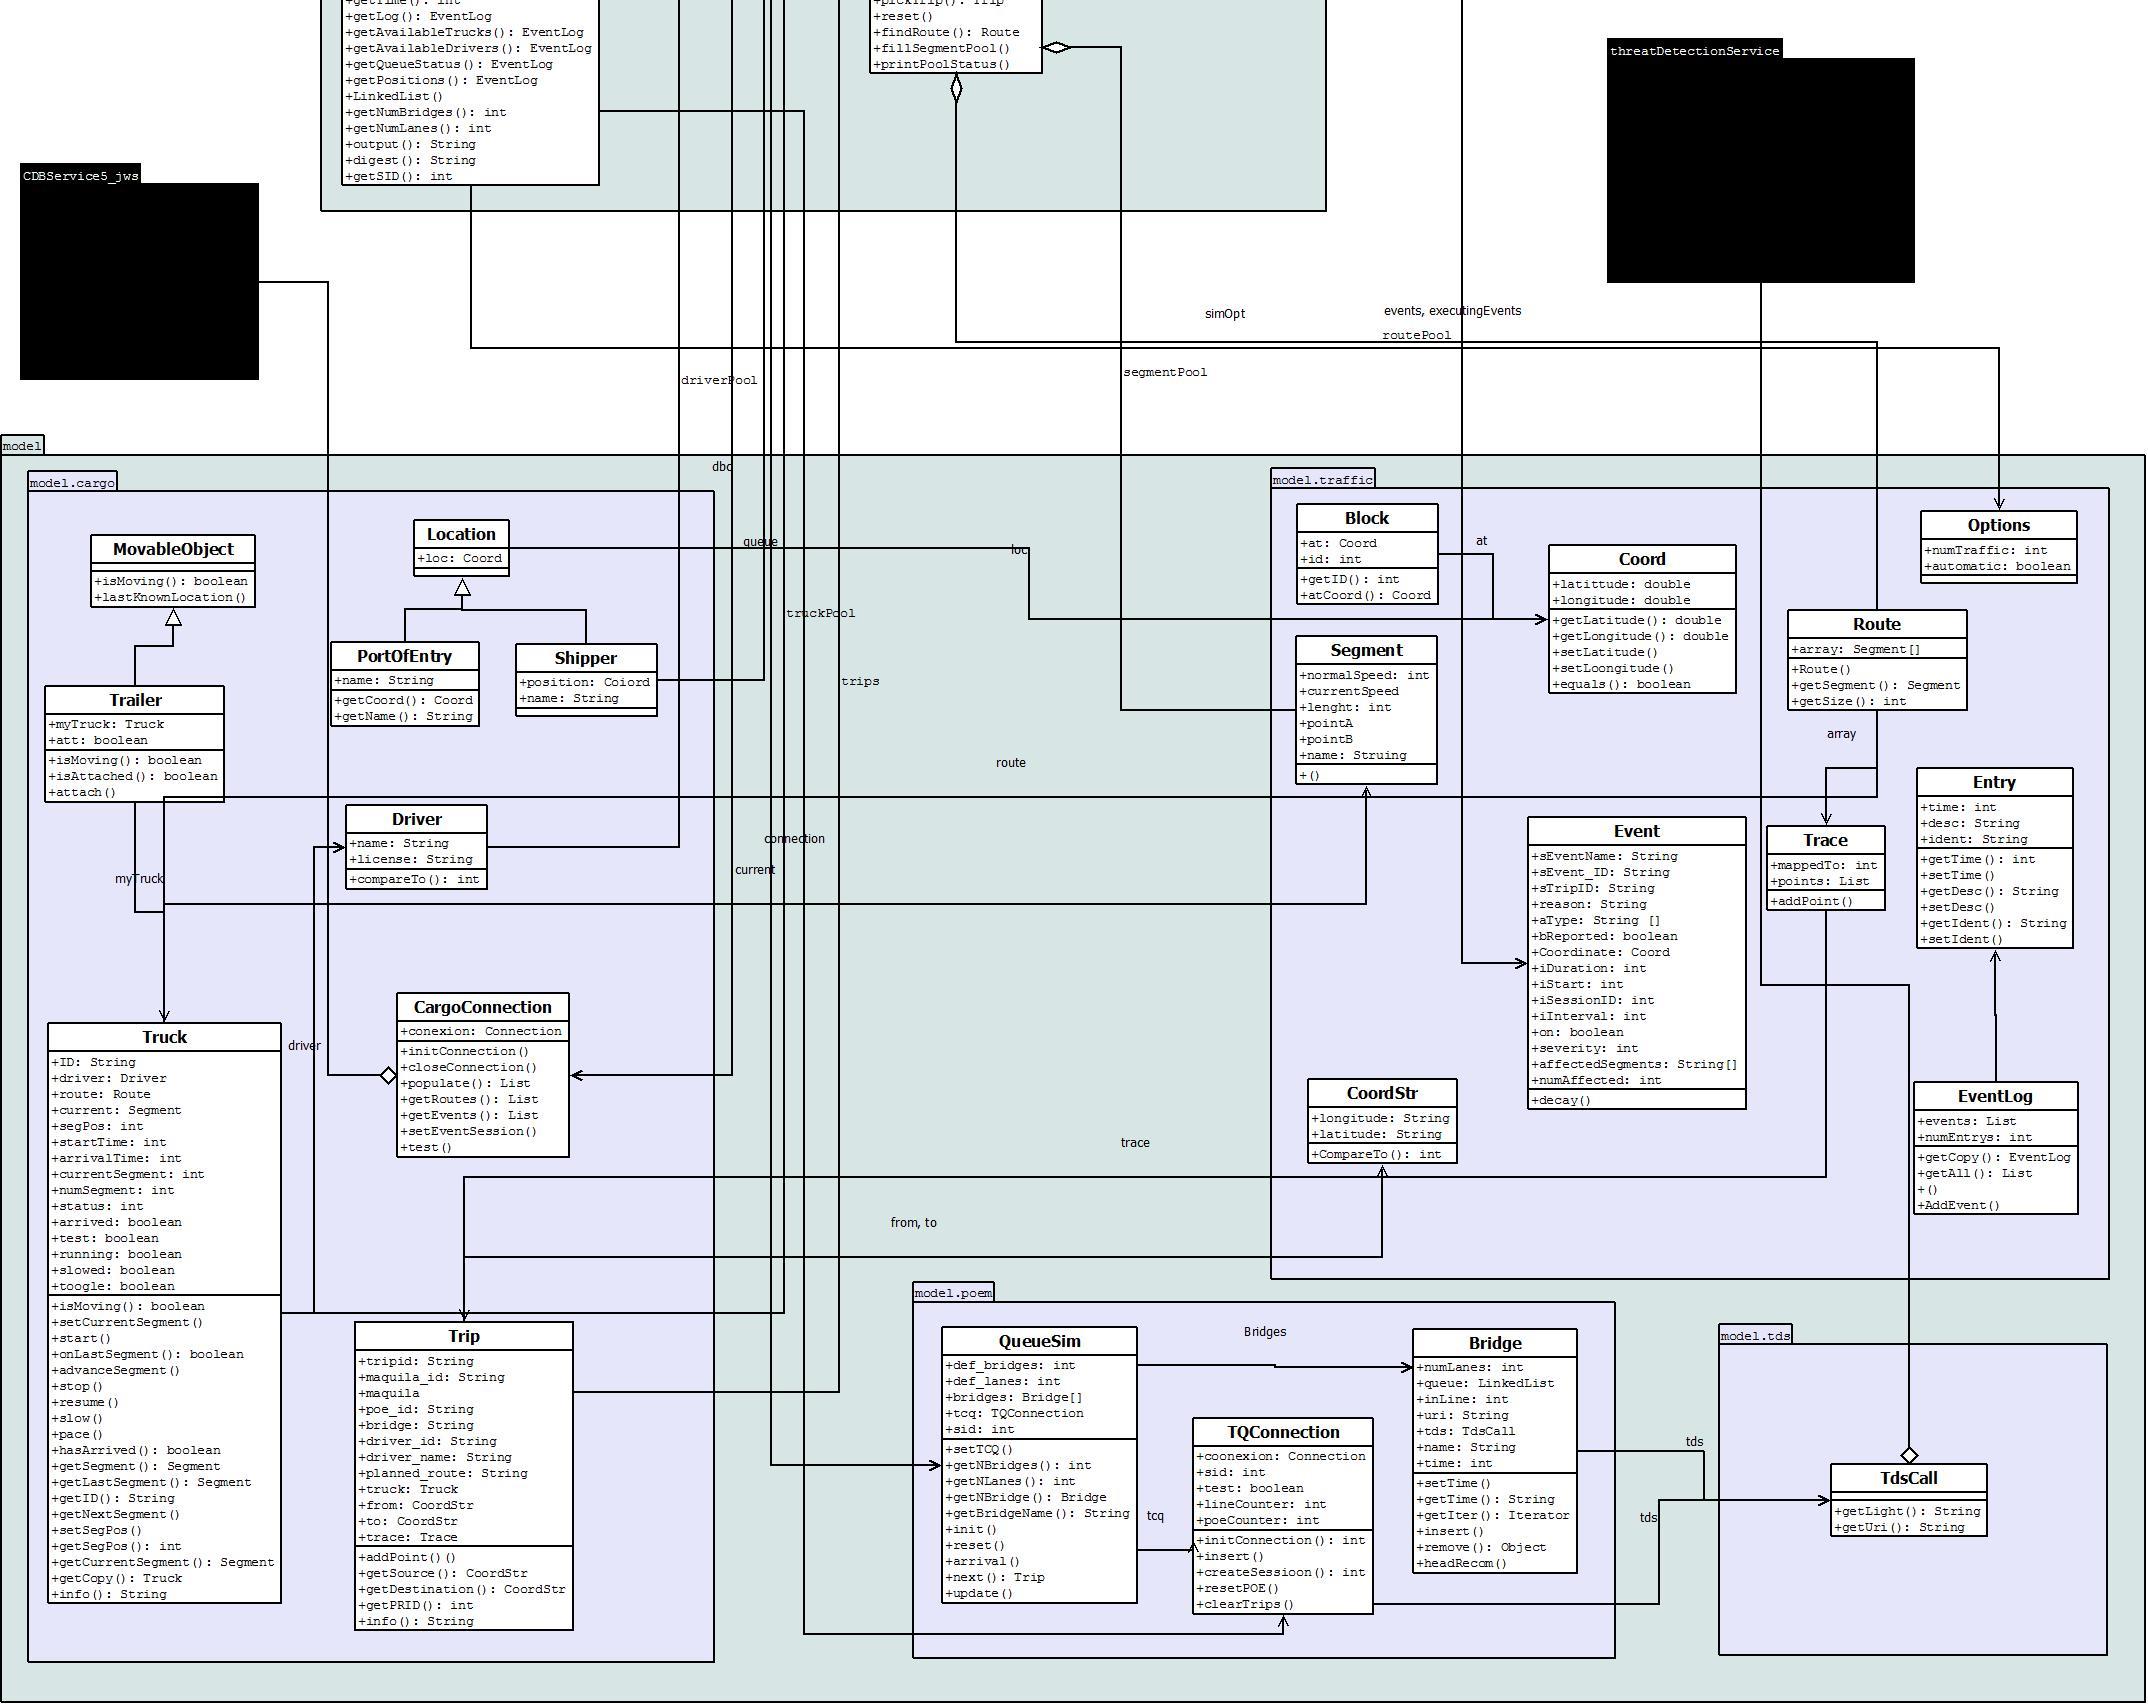 +getTime(): int
+getLog(): EventLog
+getAvailableTrucks(): EventLog
+getAvailableDrivers(): EventLog
+getQueueStatus(): EventLog
+getPositions(): EventLog
+LinkedList()
+getNumBridges(): int
+getNumLanes(): int
+output(): String
+digest(): String
+getSID(): int
+pickTrip(): Trip
+reset()
+findRoute(): Route
+fillSegmentPool()
+printPoolStatus()
threatDetectionService
CDBService5_jws
simOpt
events, executingEvents
routePool
driverPool
segmentPool
model
dbc
model.cargo
MovableObject
+isMoving(): boolean
+lastKnownLocation()
Location
+loc: Coord
queue
loc
PortOfEntry
+name: String
+getCoord(): Coord
+getName(): String
Shipper
+position: Coiord
+name: String
truckPool
trips
Trailer
+myTruck: Truck
+att: boolean
+isMoving(): boolean
+isAttached(): boolean
+attach()
route
Driver
+name: String
+license: String
+compareTo(): int
connection
current
myTruck
CargoConnection
+conexion: Connection
+initConnection()
+closeConnection()
+populate(): List
+getRoutes(): List
+getEvents(): List
+setEventSession()
+test()
driver
Truck
+ID: String
+driver: Driver
+route: Route
+current: Segment
+segPos: int
+startTime: int
+arrivalTime: int
+currentSegment: int
+numSegment: int
+status: int
+arrived: boolean
+test: boolean
+running: boolean
+slowed: boolean
+toogle: boolean
+isMoving(): boolean
+setCurrentSegment()
+start()
+onLastSegment(): boolean
+advanceSegment()
+stop()
+resume()
+slow()
+pace()
+hasArrived(): boolean
+getSegment(): Segment
+getLastSegment(): Segment
+getID(): String
+getNextSegment()
+setSegPos()
+getSegPos(): int
+getCurrentSegment(): Segment
+getCopy(): Truck
+info(): String
Trip
+tripid: String
+maquila_id: String
+maquila
+poe_id: String
+bridge: String
+driver_id: String
+driver_name: String
+planned_route: String
+truck: Truck
+from: CoordStr
+to: CoordStr
+trace: Trace
+addPoint()()
+getSource(): CoordStr
+getDestination(): CoordStr
+getPRID(): int
+info(): String
model.traffic
Block
+at: Coord
+id: int
+getID(): int
+atCoord(): Coord
at
Coord
+latittude: double
+longitude: double
+getLatitude(): double
+getLongitude: double
+setLatitude()
+setLoongitude()
+equals(): boolean
Options
+numTraffic: int
+automatic: boolean
Segment
+normalSpeed: int
+currentSpeed
+lenght: int
+pointA
+pointB
+name: Struing
+()
Route
+array: Segment[]
+Route()
+getSegment(): Segment
+getSize(): int
array
Trace
+mappedTo: int
+points: List
+addPoint()
Entry
+time: int
+desc: String
+ident: String
+getTime(): int
+setTime()
+getDesc(): String
+setDesc()
+getIdent(): String
+setIdent()
Event
+sEventName: String
+sEvent_ID: String
+sTripID: String
+reason: String
+aType: String []
+bReported: boolean
+Coordinate: Coord
+iDuration: int
+iStart: int
+iSessionID: int
+iInterval: int
+on: boolean
+severity: int
+affectedSegments: String[]
+numAffected: int
+decay()
CoordStr
+longitude: String
+latitude: String
+CompareTo(): int
EventLog
+events: List
+numEntrys: int
+getCopy(): EventLog
+getAll(): List
+()
+AddEvent()
trace
from, to
model.poem
QueueSim
+def_bridges: int
+def_lanes: int
+bridges: Bridge[]
+tcq: TQConnection
+sid: int
+setTCQ()
+getNBridges(): int
+getNLanes(): int
+getNBridge(): Bridge
+getBridgeName(): String
+init()
+reset()
+arrival()
+next(): Trip
+update()
Bridges
tcq
TQConnection
+coonexion: Connection
+sid: int
+test: boolean
+lineCounter: int
+poeCounter: int
+initConnection(): int
+insert()
+createSessioon(): int
+resetPOE()
+clearTrips()
Bridge
+numLanes: int
+queue: LinkedList
+inLine: int
+uri: String
+tds: TdsCall
+name: String
+time: int
+setTime()
+getTime(): String
+getIter(): Iterator
+insert()
+remove(): Object
+headRecom()
tds
tds
model.tds
TdsCall
+getLight(): String
+getUri(): String